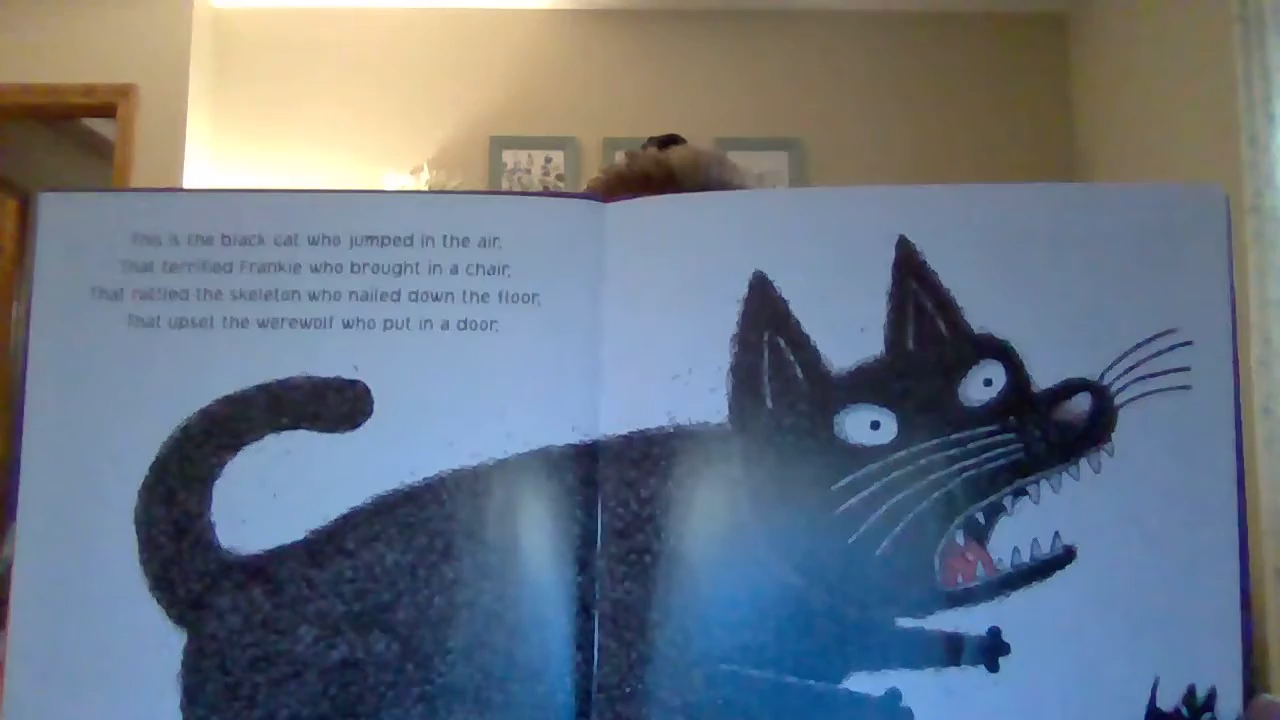 This is the black cat who jumped in the air,
That terrified Frankie who brought in a chair,
That rattled the skeleton who nailed down the floor,
That upset the werewolf who put in a door,